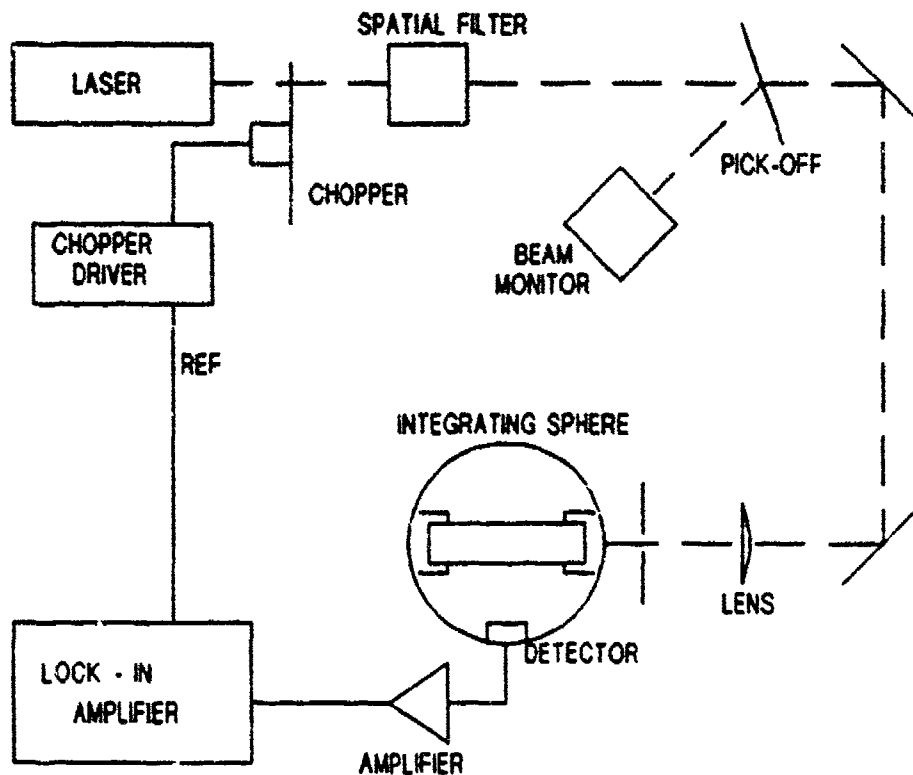 SPATIAL FILTER
LASER
PICK-OFF
CHOPPER
CHOPPER
DRIVER
BEAM
MONITOR
REF
INTEGRATING SPHERE
LENS
DETECTOR
LOCK - IN
AMPLIFIER
AMPLIFIER